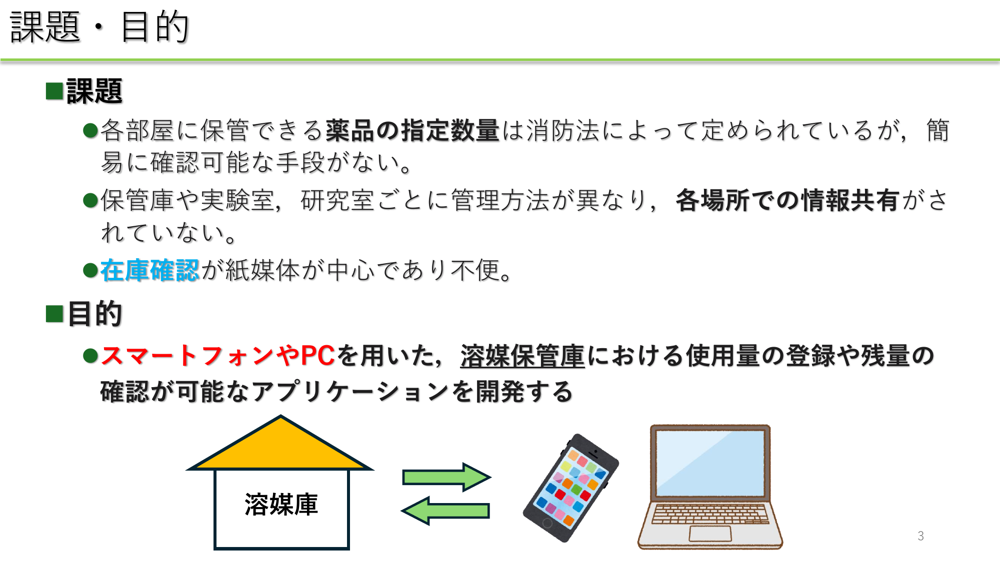 課題・目的
■課題
●各部屋に保管できる薬品の指定数量は消防法によって定められているが，簡
易に確認可能な手段がない。
●保管庫や実験室，研究室ごとに管理方法が異なり，各場所での情報共有がさ
れていない。
●在庫確認が紙媒体が中心であり不便。
■目的
●スマートフォンやPCを用いた，溶媒保管庫における使用量の登録や残量の
確認が可能なアプリケーションを開発する
溶媒庫
3